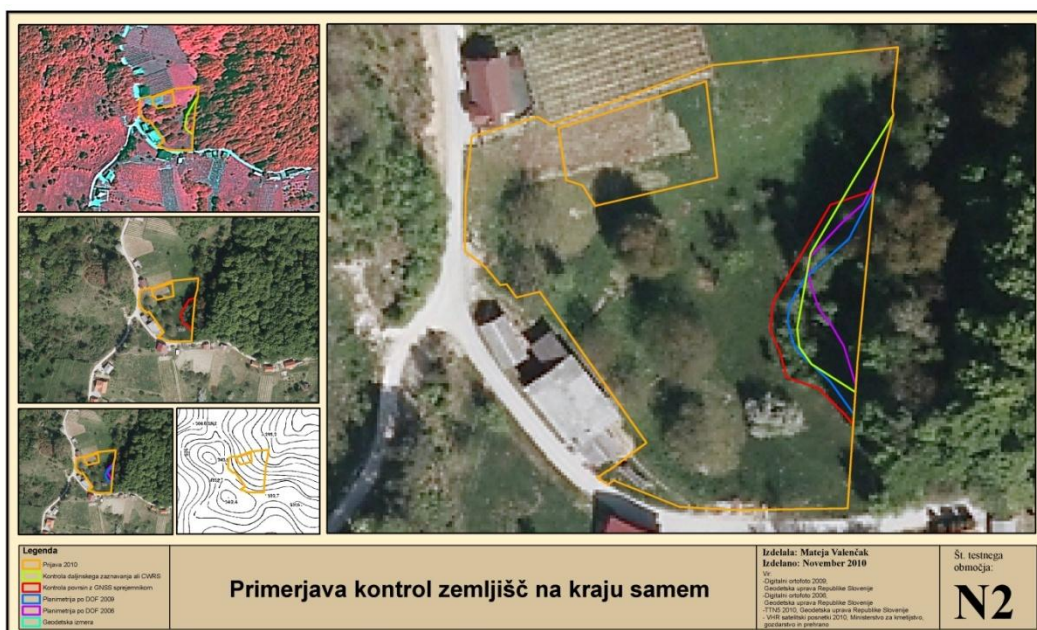 Legenda
Prijava 2010
Kontrola daljinskega zaznavanja ali CWRS
Kontrola površin z GNSS sprejemnikom
Planimetrija po DOF 2009
Planimetrija po DOF 2006
Geodetska izmera
Primerjava kontrol zemljišč na kraju samem
Izdelala: Mateja Valenčak
Izdelano: November 2010
Vir:
-Digitalni ortofoto 2009,
Geodetska uprava Republike Slovenije
-Digitalni ortofoto 2006,
Geodetska uprava Republike Slovenije
-TTN5 2010, Geodetska uprava Republike Slovenije
- VHR satelitski posnetki 2010, Ministerstvo za kmetijstvo,
gozdarstvo in prehrano
Št. testnega
območja:
N2